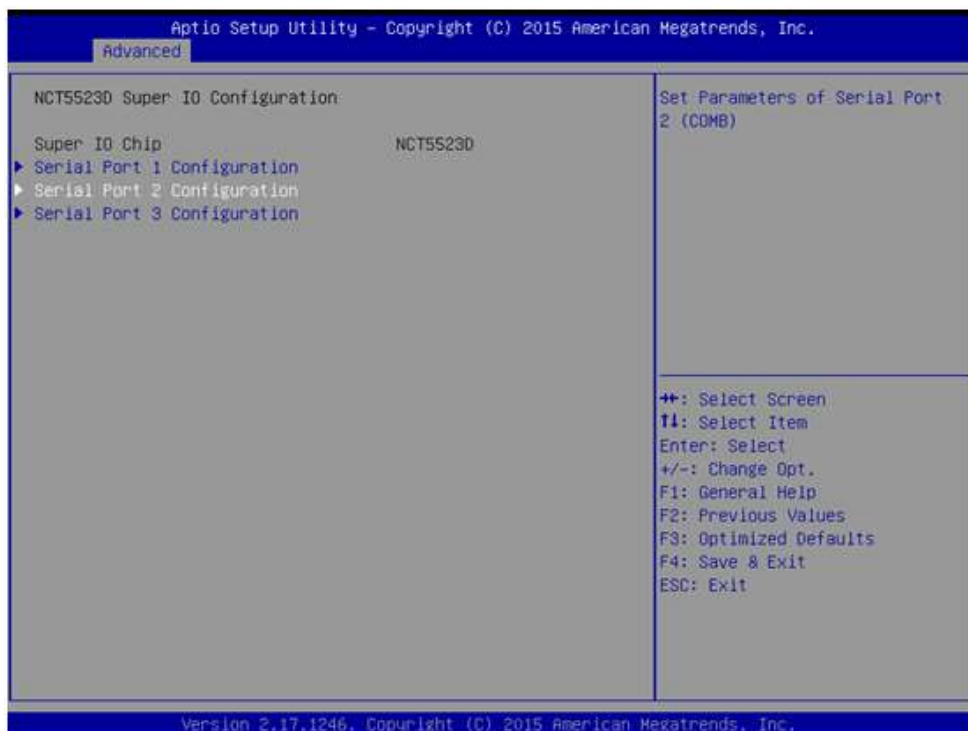 Aptio Setup Utility – Copyright (C) 2015 American Megatrends, Inc.
Advanced
NCT5523D Super IO Configuration
Super IO Chip NCT5523D
Serial Port 1 Configuration
Serial Port 2 Configuration
Serial Port 3 Configuration
Set Parameters of Serial Port
2 (COMB)
→←: Select Screen
↑↓: Select Item
Enter: Select
+/-: Change Opt.
F1: General Help
F2: Previous Values
F3: Optimized Defaults
F4: Save & Exit
ESC: Exit
Version 2.17.1246. Copyright (C) 2015 American Megatrends, Inc.